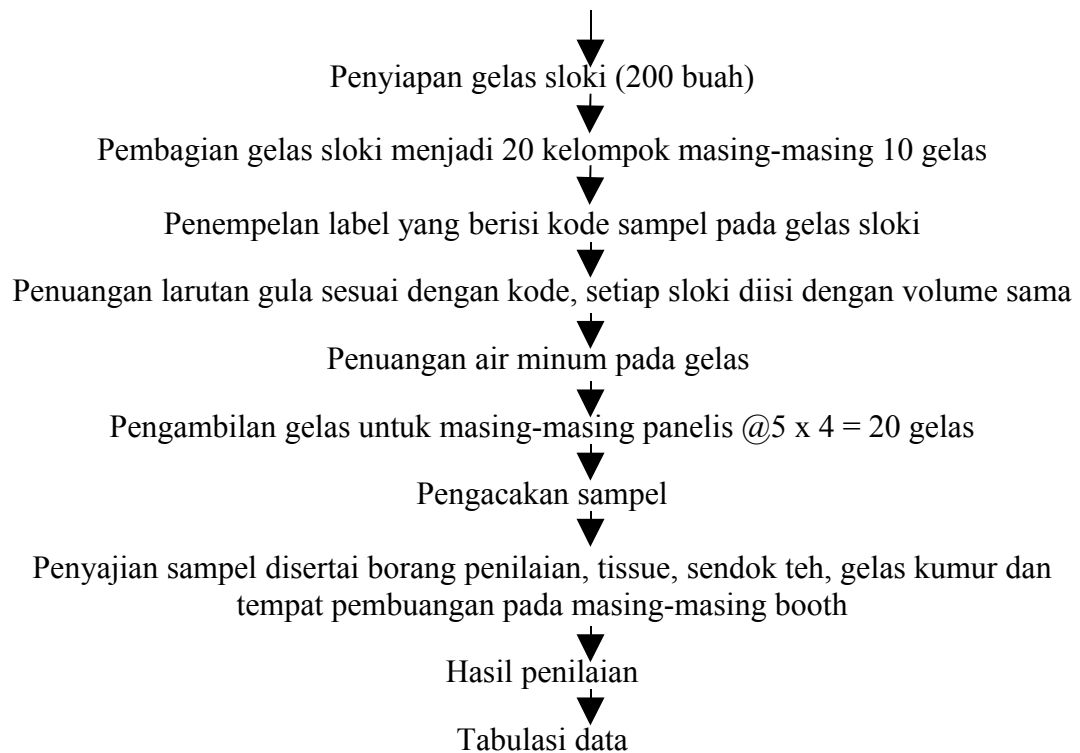 Penyiapan gelas sloki (200 buah)
Pembagian gelas sloki menjadi 20 kelompok masing-masing 10 gelas
Penempelan label yang berisi kode sampel pada gelas sloki
Penuangan larutan gula sesuai dengan kode, setiap sloki diisi dengan volume sama
Penuangan air minum pada gelas
Pengambilan gelas untuk masing-masing panelis @5 x 4 = 20 gelas
Pengacakan sampel
Penyajian sampel disertai borang penilaian, tissue, sendok teh, gelas kumur dan
tempat pembuangan pada masing-masing booth
Hasil penilaian
Tabulasi data